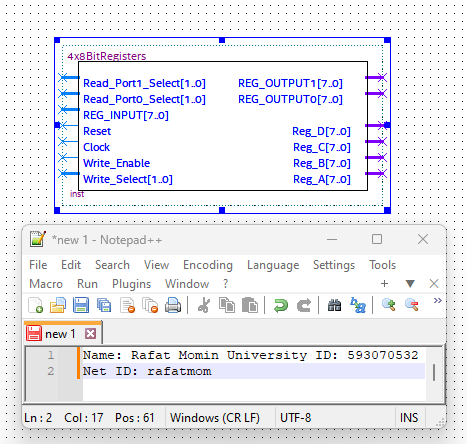 4x8BitRegisters
Read_Port1_Select[1..0] REG_OUTPUT1[7..0]
Read_Port0_Select[1..0] REG_OUTPUT0[7..0]
REG_INPUT[7..0]
Reset Reg_D[7..0]
Clock Reg_C[7..0]
Write_Enable Reg_B[7..0]
Write_Select[1..0] Reg_A[7..0]
inst
*new 1 - Notepad++
File Edit Search View Encoding Language Settings Tools
Macro Run Plugins Window ? + ▼ ×
new 1
1 Name: Rafat Momin University ID: 593070532
2 Net ID: rafatmom
Ln : 2 Col : 17 Pos : 61 Windows (CR LF) UTF-8 INS